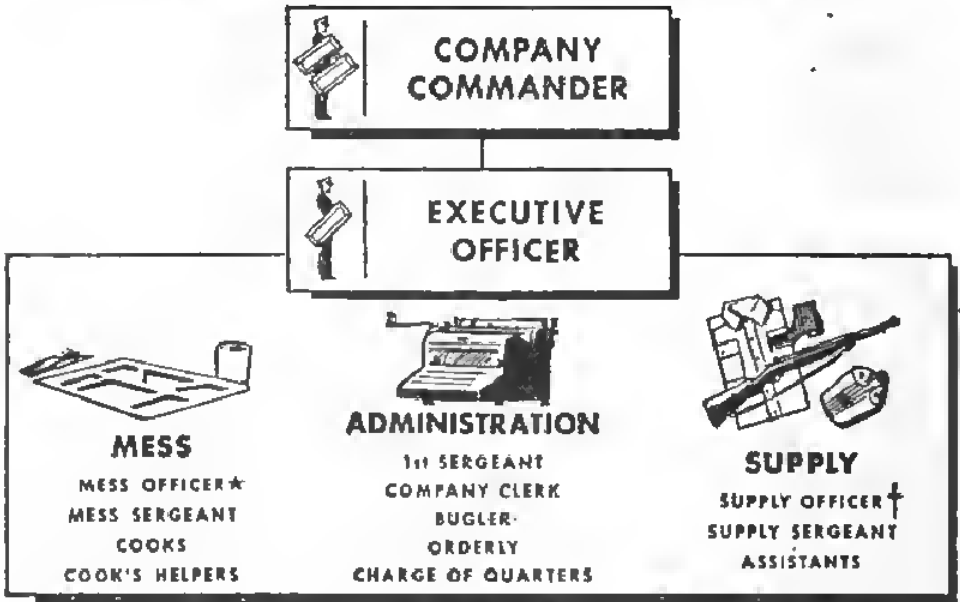 COMPANY
COMMANDER
EXECUTIVE
OFFICER
MESS
MESS OFFICER★
MESS SERGEANT
COOKS
COOK'S HELPERS
ADMINISTRATION
1st SERGEANT
COMPANY CLERK
BUGLER
ORDERLY
CHARGE OF QUARTERS
SUPPLY
SUPPLY OFFICER†
SUPPLY SERGEANT
ASSISTANTS